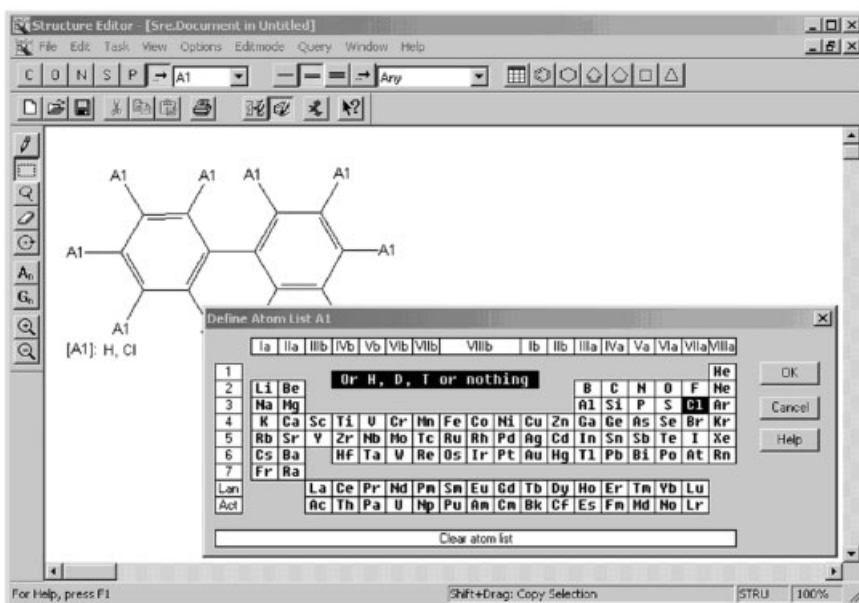 Structure Editor - [Sre.Document in Untitled]
File Edit Task View Options Editmode Query Window Help
C O N S P A1 Any
A1 A1 A1 A1
A1 A1
A1
[A1]: H, Cl
An
Gn
Define Atom List A1
Ia IIa IIIb IVb Vb VIb VIIb VIIIb Ib IIb IIIa IVa Va VIa VIIa VIIIa
1 Or H, D, T or nothing He
2 Li Be B C N O F Ne
3 Na Mg Al Si P S Cl Ar
4 K Ca Sc Ti V Cr Mn Fe Co Ni Cu Zn Ga Ge As Se Br Kr
5 Rb Sr Y Zr Nb Mo Tc Ru Rh Pd Ag Cd In Sn Sb Te I Xe
6 Cs Ba Hf Ta W Re Os Ir Pt Au Hg Tl Pb Bi Po At Rn
7 Fr Ra
Lan La Ce Pr Nd Pm Sm Eu Gd Tb Dy Ho Er Tm Yb Lu
Act Ac Th Pa U Np Pu Am Cm Bk Cf Es Fm Md No Lr
Clear atom list
OK
Cancel
Help
For Help, press F1 Shift+Drag: Copy Selection STRU 100%